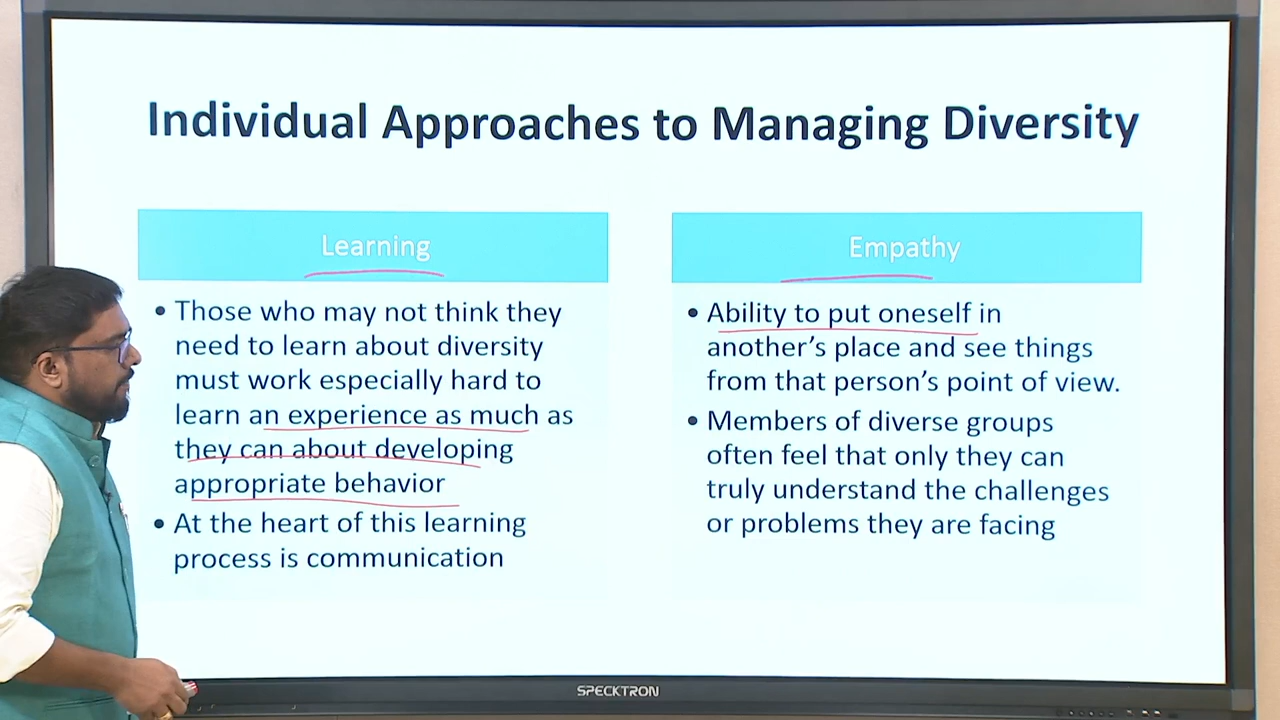 Individual Approaches to Managing Diversity
Learning
• Those who may not think they
need to learn about diversity
must work especially hard to
learn an experience as much as
they can about developing
appropriate behavior
• At the heart of this learning
process is communication
Empathy
• Ability to put oneself in
another's place and see things
from that person's point of view.
• Members of diverse groups
often feel that only they can
truly understand the challenges
or problems they are facing
SPECKTRON